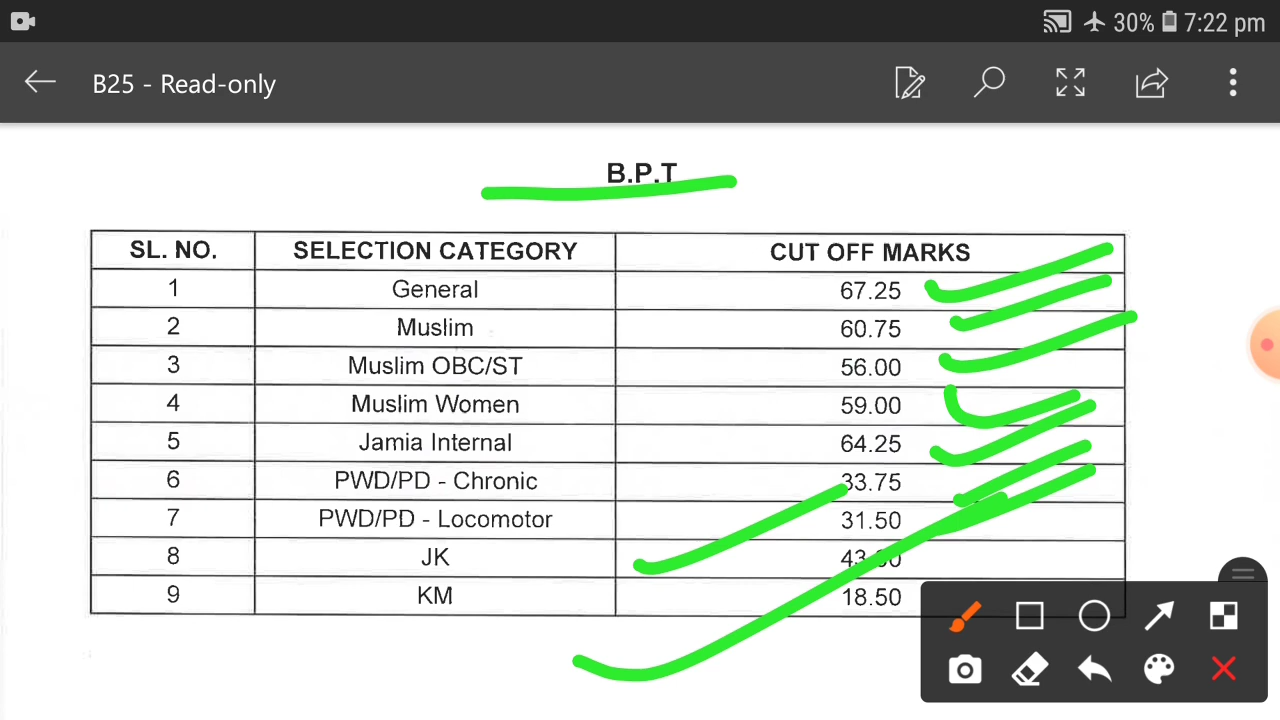 30% 7:22 pm
B25 - Read-only
B.P.T
SL. NO. SELECTION CATEGORY CUT OFF MARKS
1 General 67.25
2 Muslim 60.75
3 Muslim OBC/ST 56.00
4 Muslim Women 59.00
5 Jamia Internal 64.25
6 PWD/PD - Chronic 33.75
7 PWD/PD - Locomotor 31.50
8 JK
9 KM 18.50